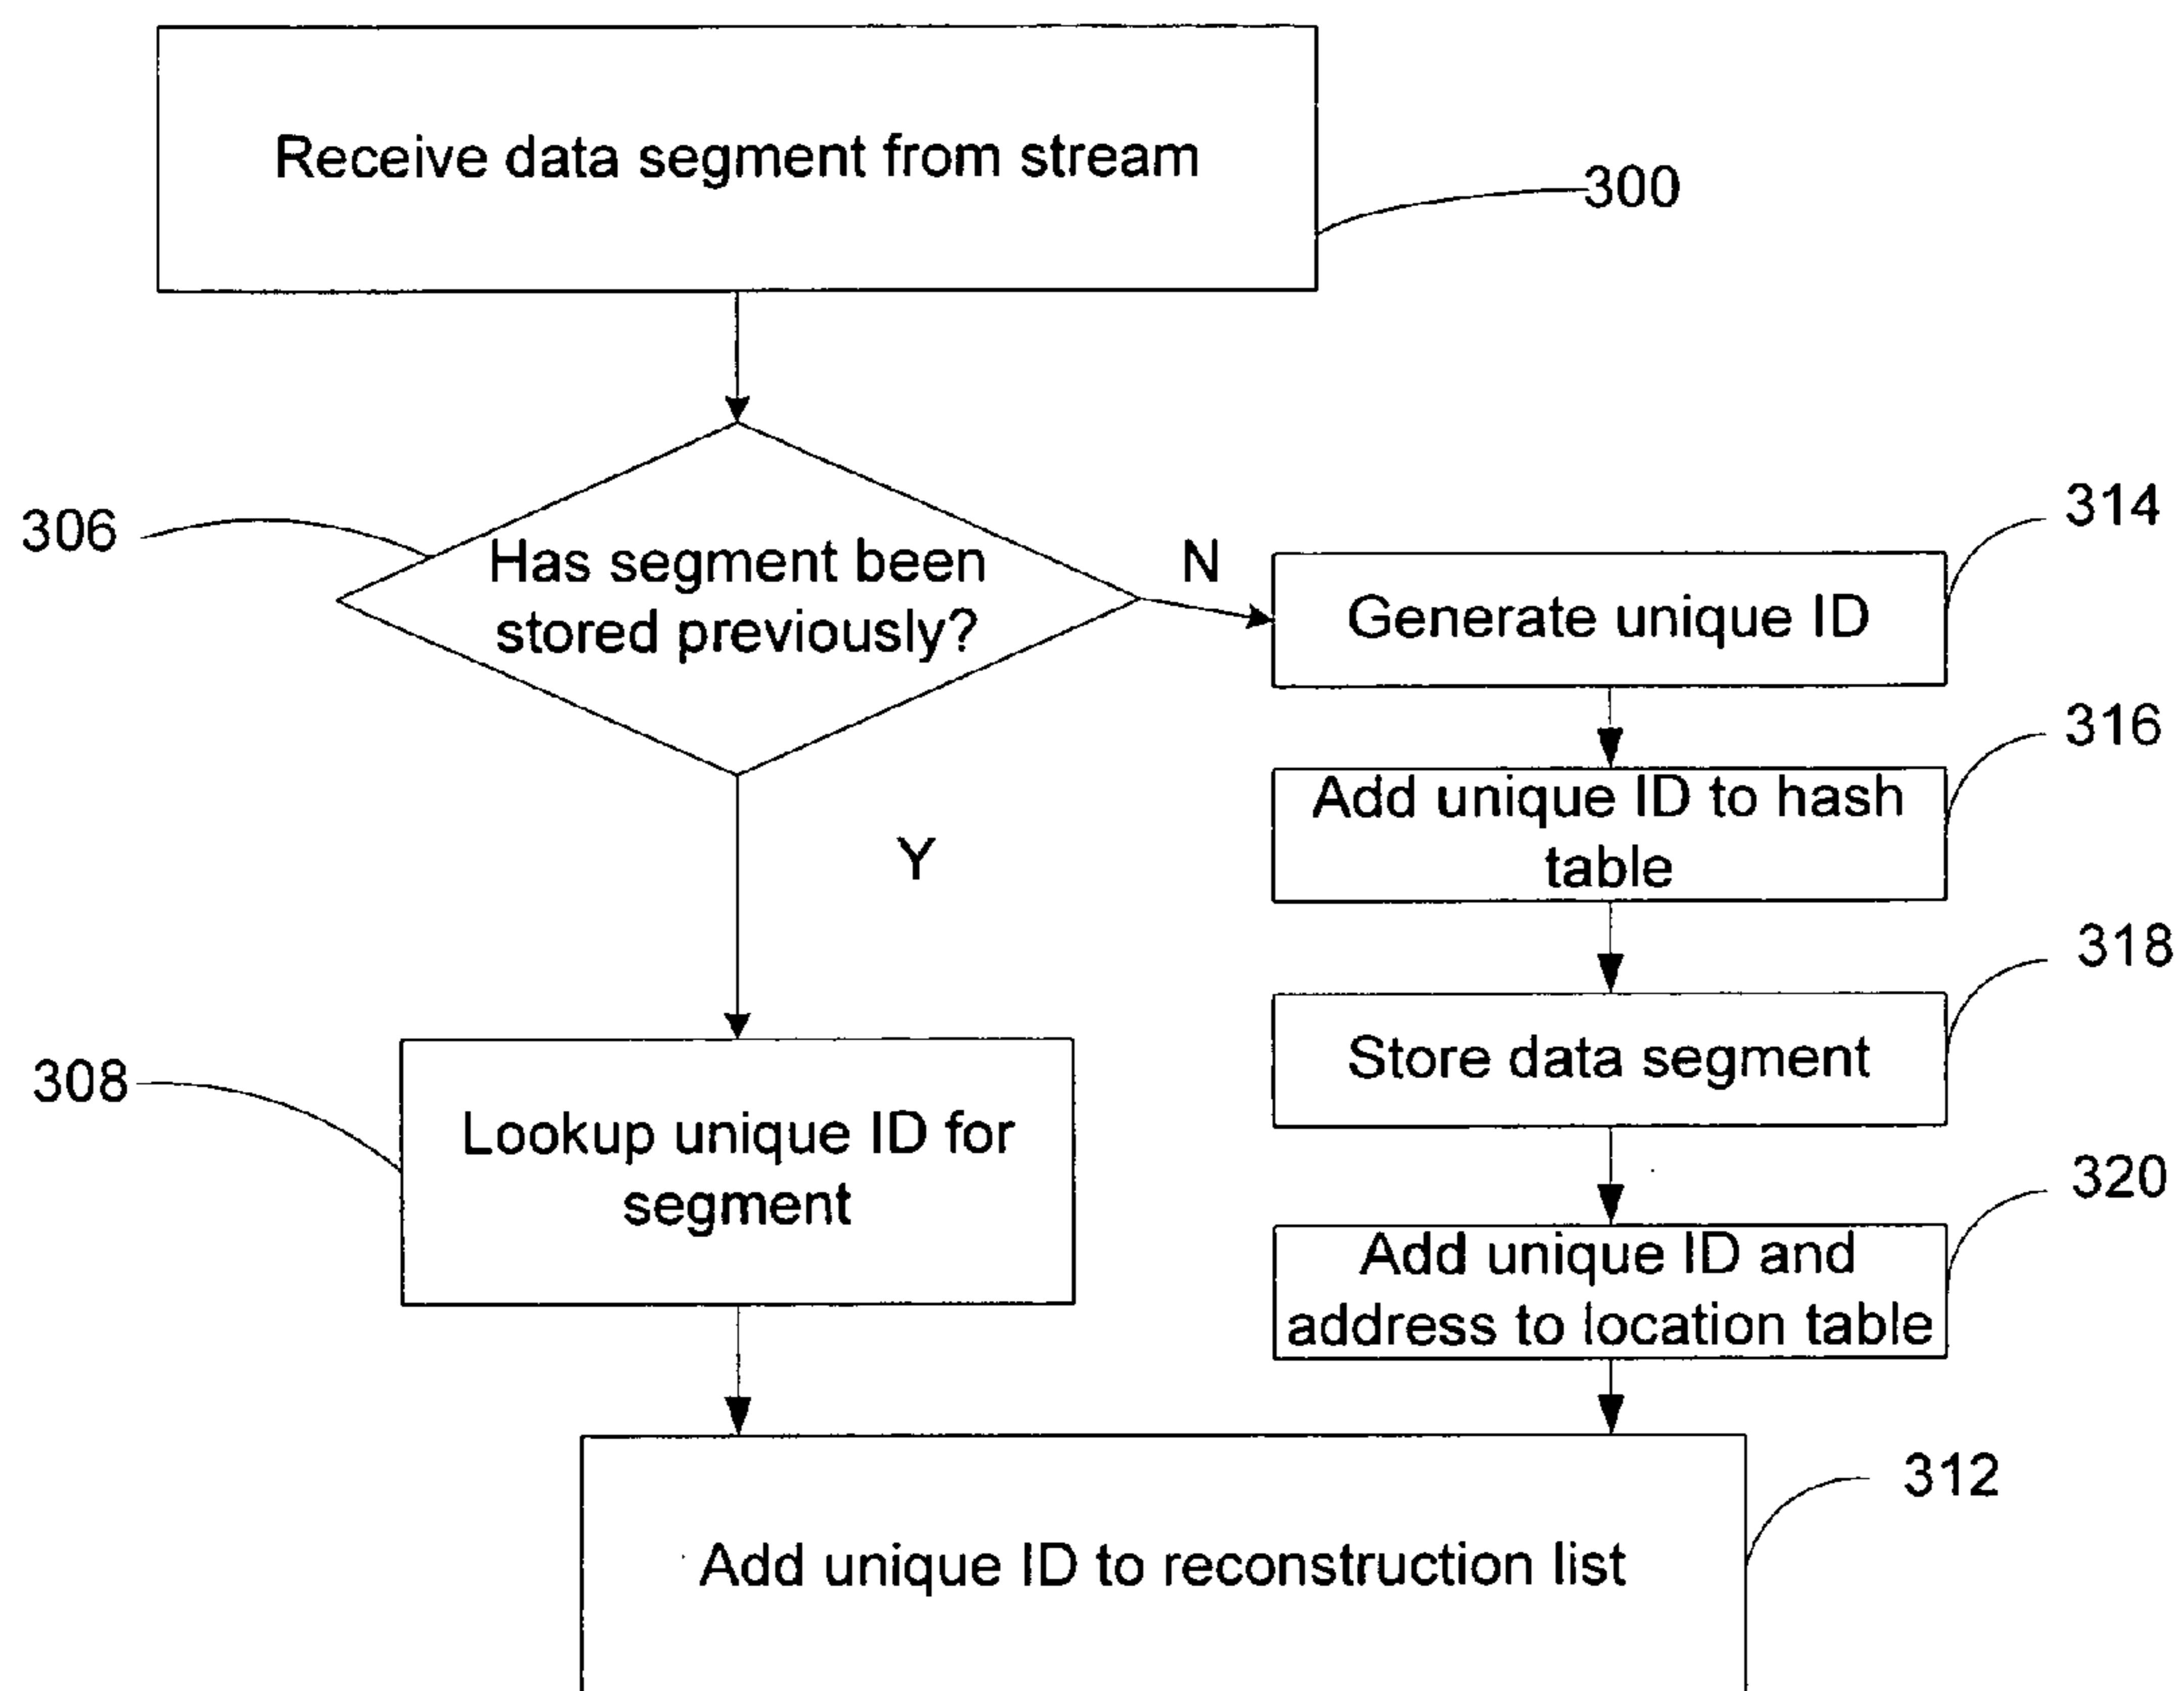 Receive data segment from stream
300
306
Has segment been
stored previously?
N
314
Generate unique ID
316
Add unique ID to hash
table
Y
318
Store data segment
308
Lookup unique ID for
segment
320
Add unique ID and
address to location table
312
Add unique ID to reconstruction list